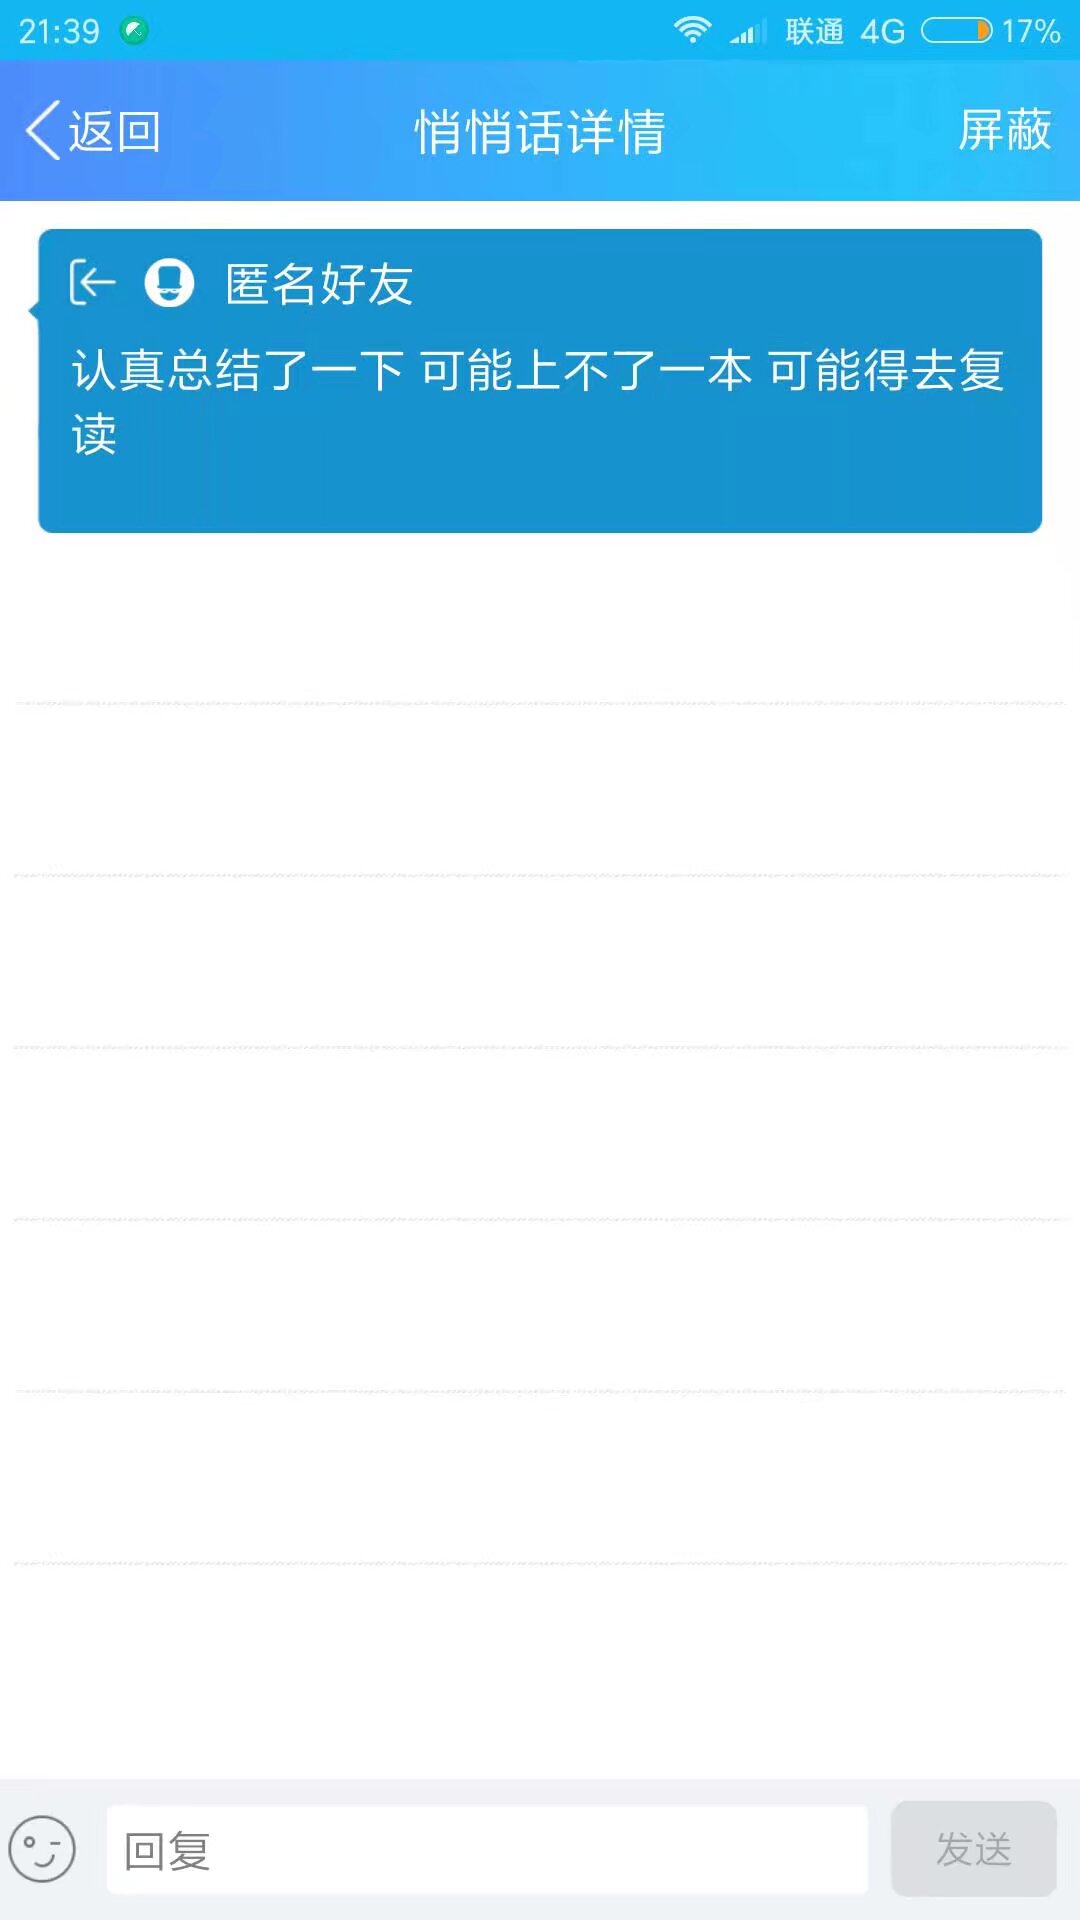 21:39 联通 4G 17%
返回 悄悄话详情 屏蔽
匿名好友
认真总结了一下 可能上不了一本 可能得去复
读
回复 发送